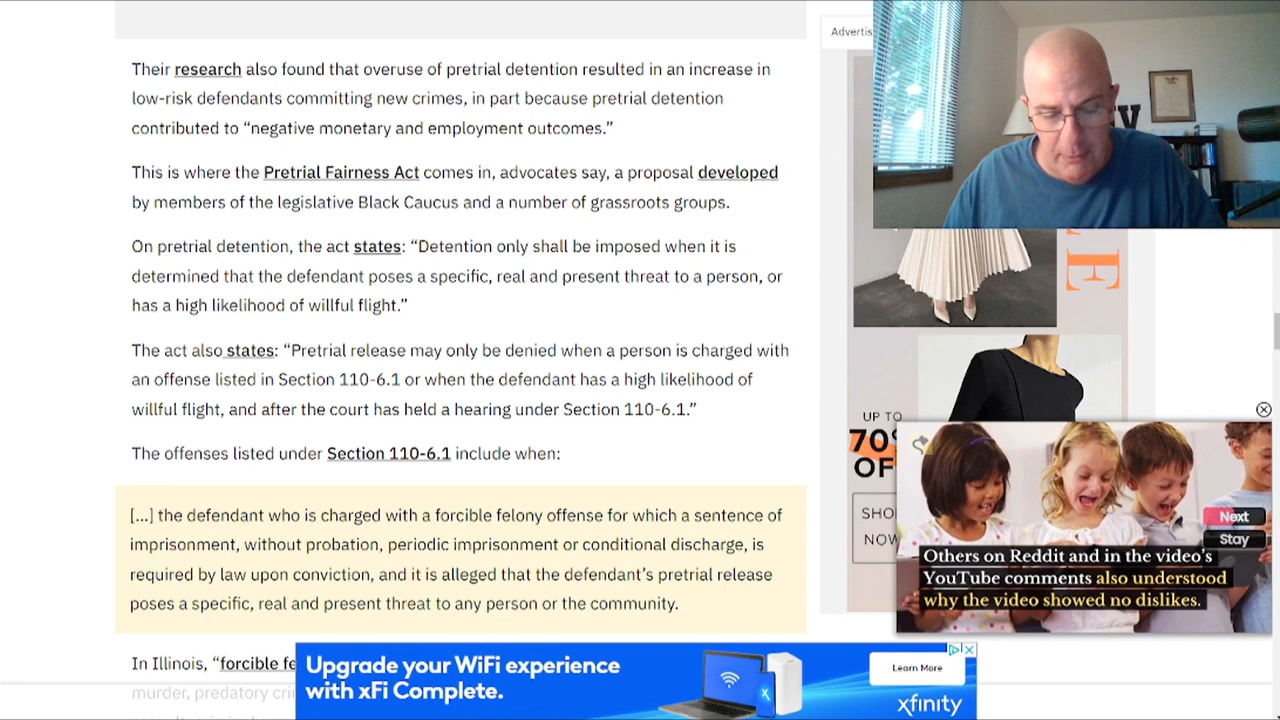 Advertis
Their research also found that overuse of pretrial detention resulted in an increase in
low-risk defendants committing new crimes, in part because pretrial detention
contributed to “negative monetary and employment outcomes.”
This is where the Pretrial Fairness Act comes in, advocates say, a proposal developed
by members of the legislative Black Caucus and a number of grassroots groups.
On pretrial detention, the act states: “Detention only shall be imposed when it is
determined that the defendant poses a specific, real and present threat to a person, or
has a high likelihood of willful flight.”
The act also states: “Pretrial release may only be denied when a person is charged with
an offense listed in Section 110-6.1 or when the defendant has a high likelihood of
willful flight, and after the court has held a hearing under Section 110-6.1.”
The offenses listed under Section 110-6.1 include when:
[...] the defendant who is charged with a forcible felony offense for which a sentence of
imprisonment, without probation, periodic imprisonment or conditional discharge, is
required by law upon conviction, and it is alleged that the defendant’s pretrial release
poses a specific, real and present threat to any person or the community.
In Illinois, “forcible fe
murder, predatory cri
UP TO
70%
OF
SHO
NOW
E
V
Next
Stay
Others on Reddit and in the video’s
YouTube comments also understood
why the video showed no dislikes.
Upgrade your WiFi experience
with xFi Complete.
Learn More
xfinity